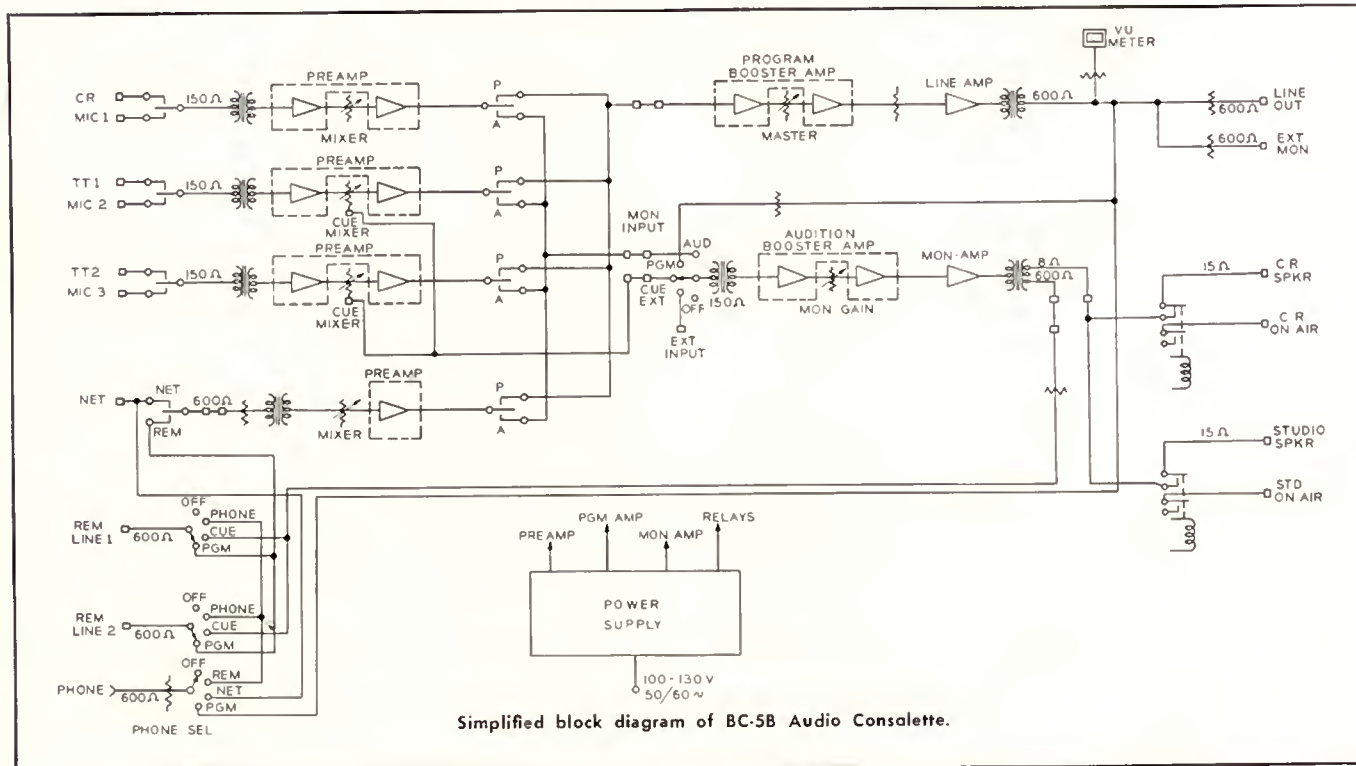 VU
METER
PROGRAM
BOOSTER AMP
LINE AMP
600Ω
LINE
OUT
600Ω
600Ω
EXT
MON
MASTER
CR
MIC 1
150Ω
PREAMP
MIXER
P
A
TT1
MIC 2
150Ω
PREAMP
CUE
MIXER
P
A
TT2
MIC 3
150Ω
PREAMP
CUE
MIXER
P
A
MON
INPUT
AUD
PGM
CUE
EXT
OFF
EXT
INPUT
150Ω
AUDITION
BOOSTER AMP
MON GAIN
MON-AMP
8Ω
600Ω
15Ω
CR
SPKR
CR
ON AIR
NET
NET
REM
600Ω
MIXER
PREAMP
P
A
15Ω
STUDIO
SPKR
STD
ON AIR
REM
LINE 1
600Ω
OFF
PHONE
CUE
PGM
REM
LINE 2
600Ω
OFF
PHONE
CUE
PGM
PHONE
600Ω
OFF
REM
NET
PGM
PHONE SEL
PREAMP
PGM AMP
MON AMP
RELAYS
POWER
SUPPLY
100-130 V
50/60 ~
Simplified block diagram of BC-5B Audio Consalette.